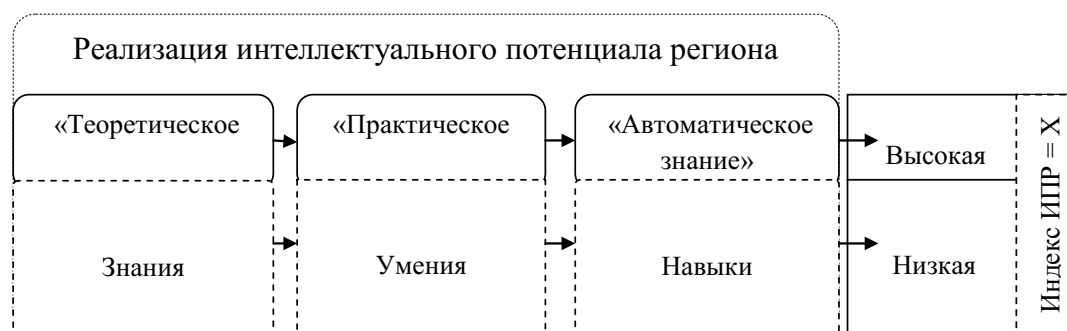 Реализация интеллектуального потенциала региона
«Теоретическое
«Практическое
«Автоматическое
знание»
Высокая
Знания
Умения
Навыки
Низкая
Индекс ИПР = X